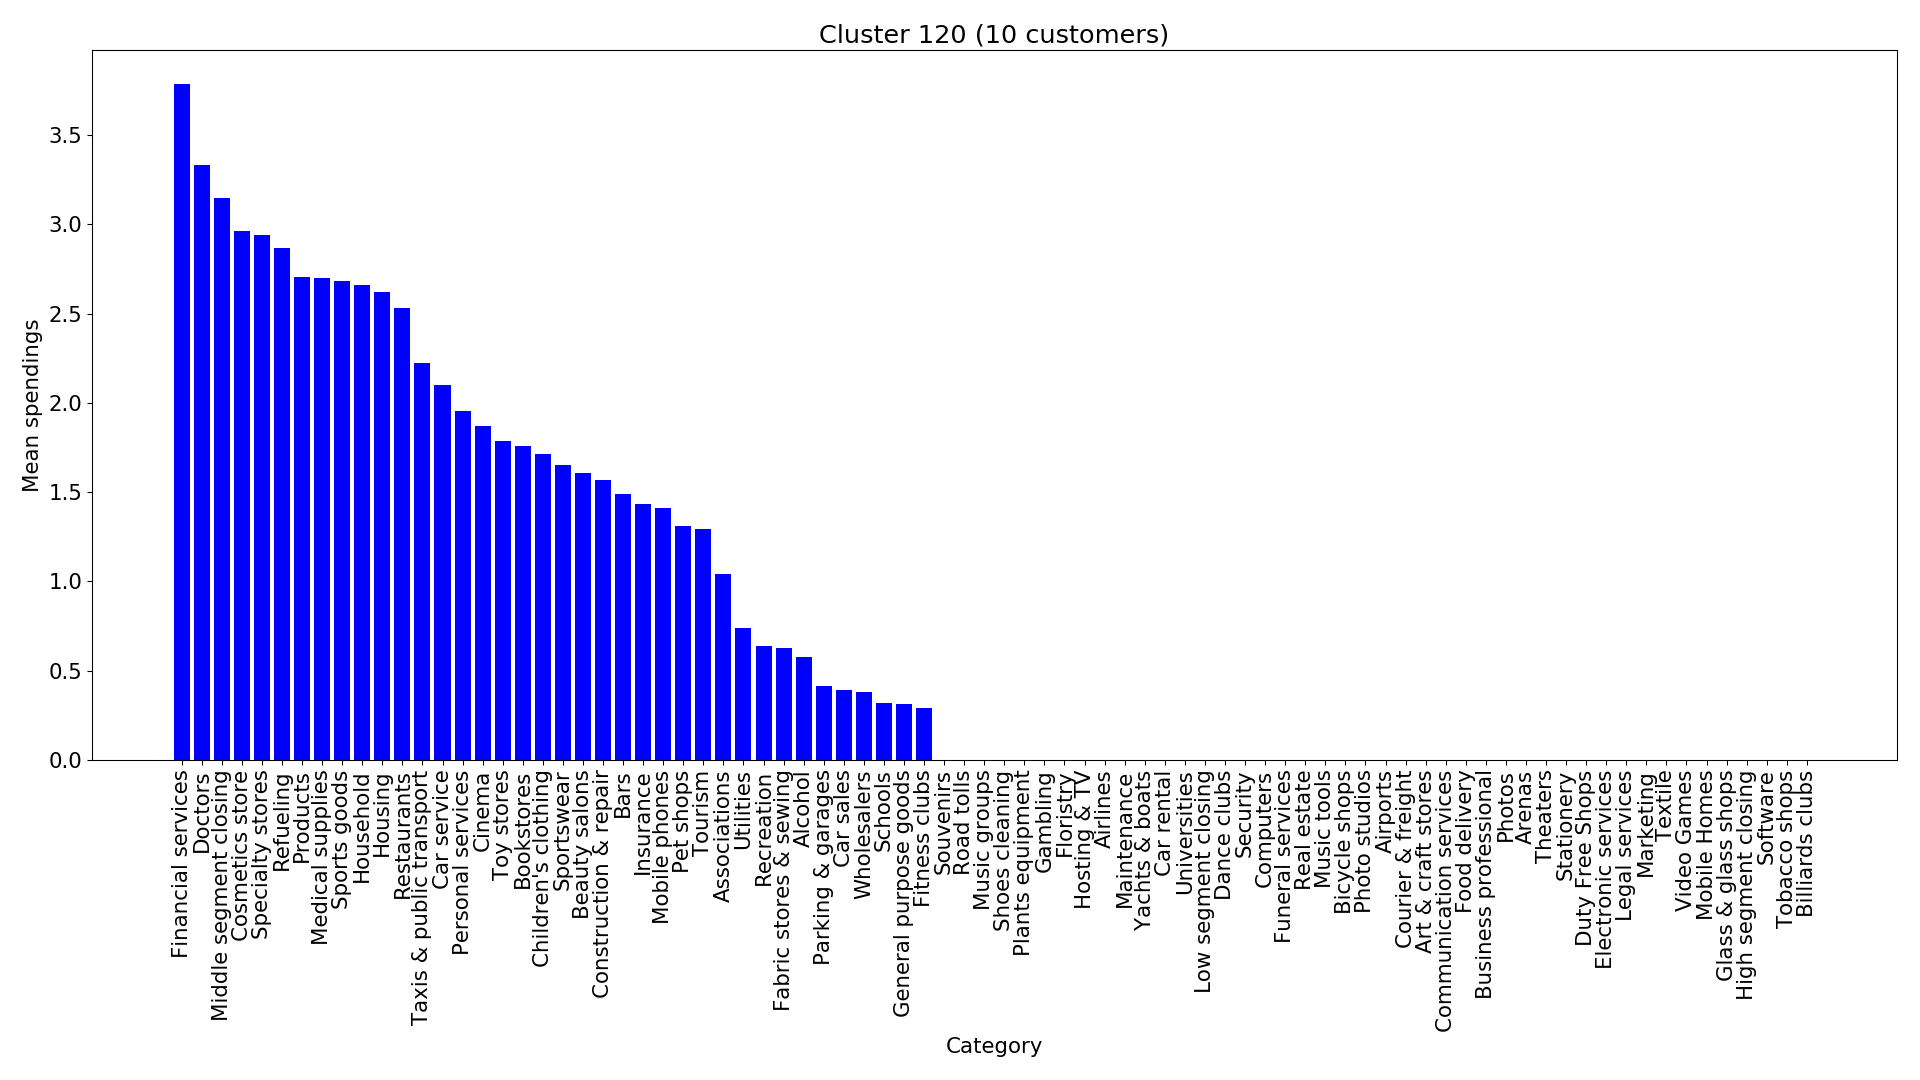 Cluster 120 (10 customers)
Mean spendings
3.5
3.0
2.5
2.0
1.5
1.0
0.5
0.0
Financial services
Doctors
Middle segment closing
Cosmetics store
Specialty stores
Refueling
Products
Medical supplies
Sports goods
Household
Housing
Restaurants
Taxis & public transport
Car service
Personal services
Cinema
Toy stores
Bookstores
Children's clothing
Sportswear
Beauty salons
Construction & repair
Bars
Insurance
Mobile phones
Pet shops
Tourism
Associations
Utilities
Recreation
Fabric stores & sewing
Alcohol
Parking & garages
Car sales
Wholesalers
Schools
General purpose goods
Fitness clubs
Souvenirs
Road tolls
Music groups
Shoes cleaning
Plants equipment
Gambling
Floristry
Hosting & TV
Airlines
Maintenance
Yachts & boats
Car rental
Universities
Low segment closing
Dance clubs
Security
Computers
Funeral services
Real estate
Music tools
Bicycle shops
Photo studios
Airports
Courier & freight
Art & craft stores
Communication services
Food delivery
Business professional
Photos
Arenas
Theaters
Stationery
Duty Free Shops
Electronic services
Legal services
Marketing
Textile
Video Games
Mobile Homes
Glass & glass shops
High segment closing
Software
Tobacco shops
Billiards clubs
Category